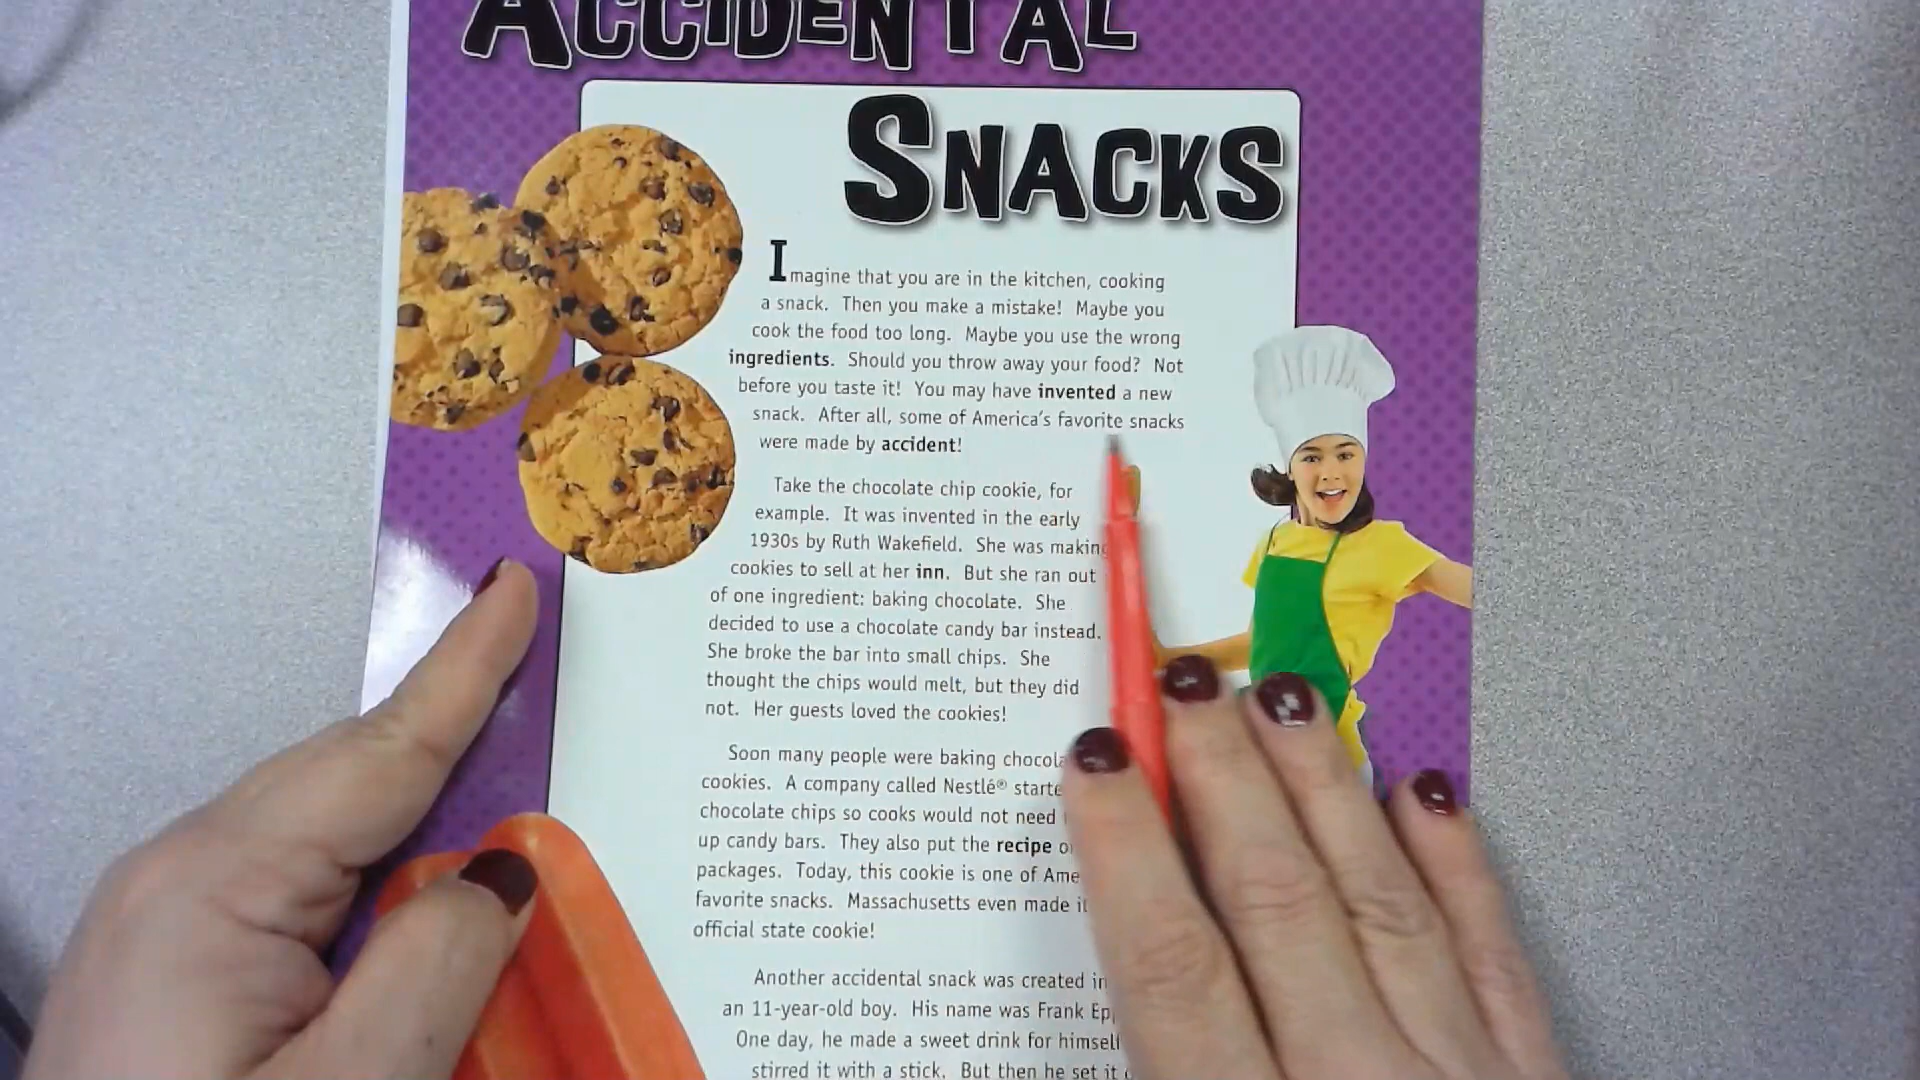 ACCIDENTAL
SNACKS
Imagine that you are in the kitchen, cooking
a snack. Then you make a mistake! Maybe you
cook the food too long. Maybe you use the wrong
ingredients. Should you throw away your food? Not
before you taste it! You may have invented a new
snack. After all, some of America's favorite snacks
were made by accident!
Take the chocolate chip cookie, for
example. It was invented in the early
1930s by Ruth Wakefield. She was making
cookies to sell at her inn. But she ran out
of one ingredient: baking chocolate. She
decided to use a chocolate candy bar instead.
She broke the bar into small chips. She
thought the chips would melt, but they did
not. Her guests loved the cookies!
Soon many people were baking
cookies. A company called Nestlé®
chocolate chips so cooks would not need
up candy bars. They also put the recipe
packages. Today, this cookie is one of
favorite snacks. Massachusetts even made
official state cookie!
Another accidental snack was created in
an 11-year-old boy. His name was Frank
One day, he made a sweet drink for himself
stirred it with a stick. But then he set it